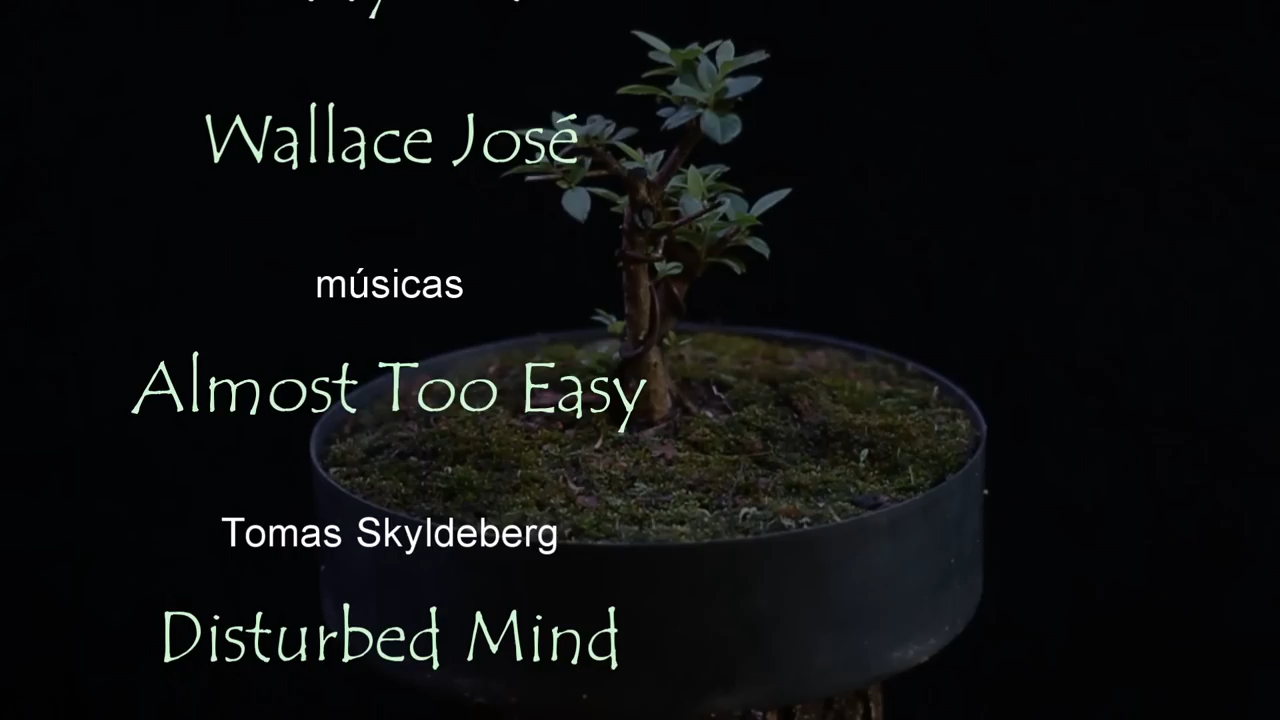 Wallace José
músicas
Almost Too Easy
Tomas Skyldeberg
Disturbed Mind